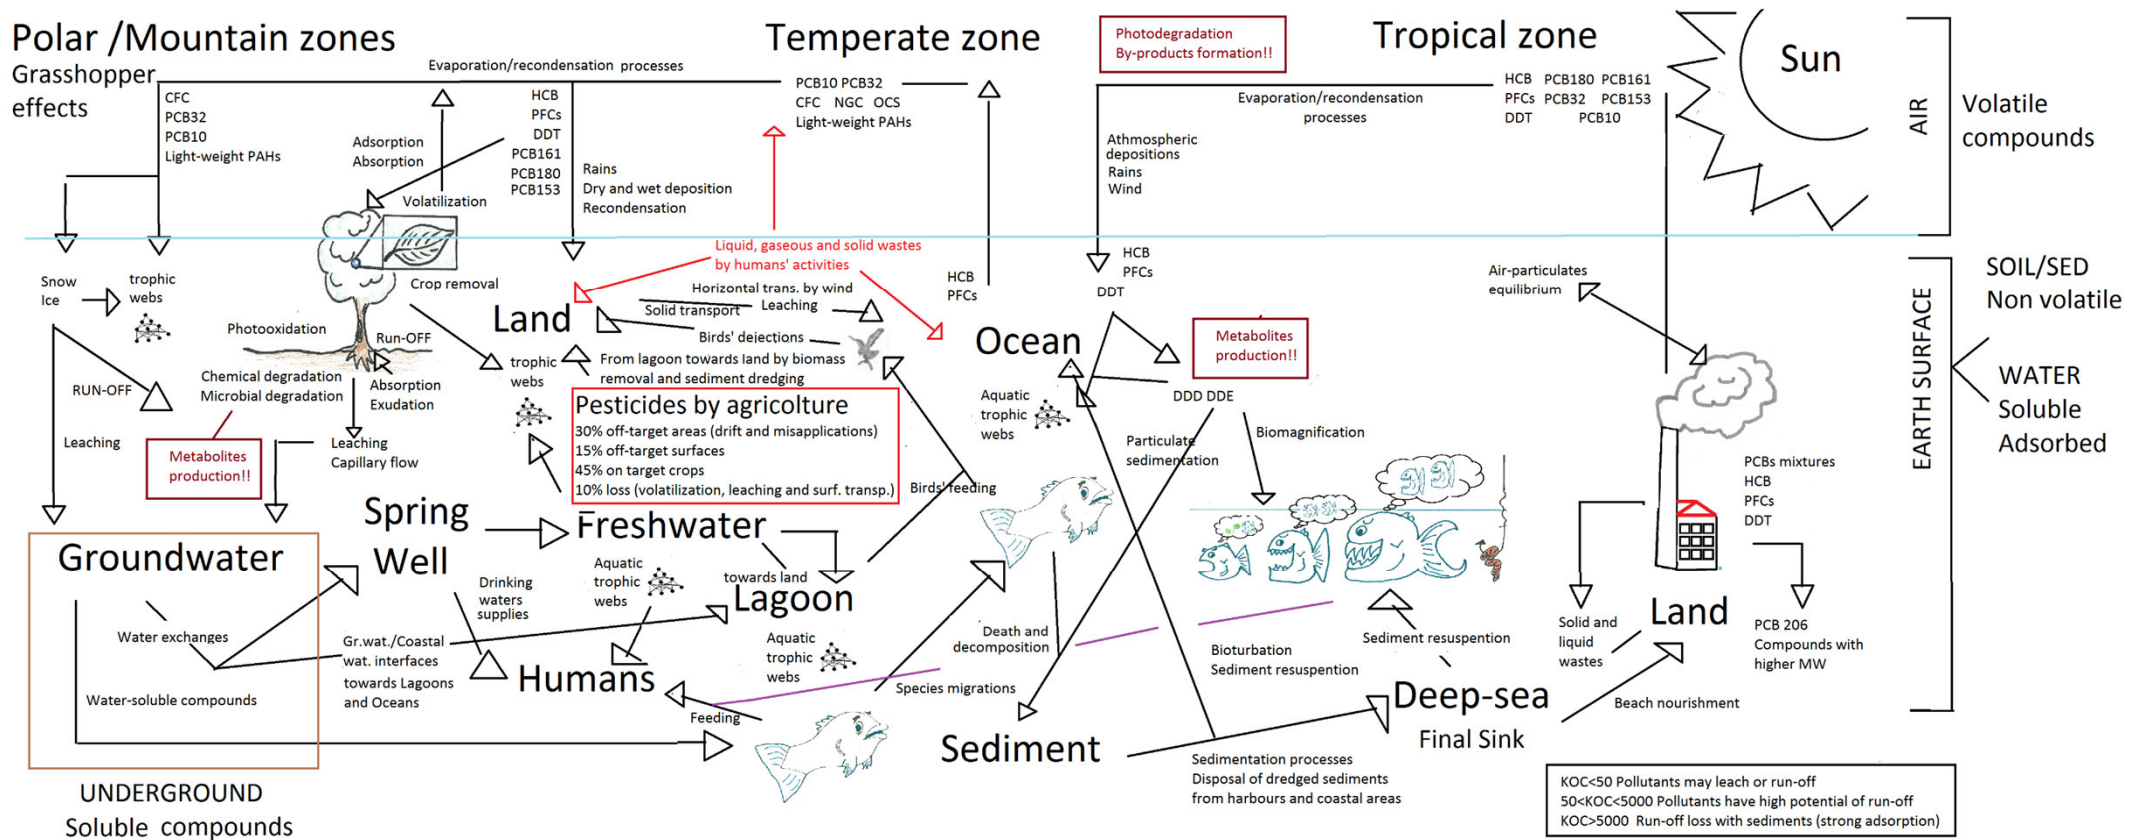 Polar /Mountain zones
Grasshopper
effects
Temperate zone
Photodegradation
By-products formation!!
Tropical zone
Sun
AIR
Volatile
compounds
Evaporation/recondensation processes
CFC
PCB32
PCB10
Light-weight PAHs
Adsorption
Absorption
Volatilization
HCB
PFCs
DDT
PCB161
PCB180
PCB153
Rains
Dry and wet deposition
Recondensation
PCB10 PCB32
CFC NGC OCS
Light-weight PAHs
Evaporation/recondensation
processes
HCB PCB180 PCB161
PFCs PCB32 PCB153
DDT PCB10
Athmospheric
depositions
Rains
Wind
Liquid, gaseous and solid wastes
by humans' activities
Snow
Ice
trophic
webs
Crop removal
Photooxidation
Run-OFF
RUN-OFF
Chemical degradation
Microbial degradation
Absorption
Exudation
Leaching
Metabolites
production!!
Leaching
Capillary flow
Land
Horizontal trans. by wind
Solid transport
Leaching
Birds' dejections
From lagoon towards land by biomass
removal and sediment dredging
trophic
webs
Pesticides by agricolture
30% off-target areas (drift and misapplications)
15% off-target surfaces
45% on target crops
10% loss (volatilization, leaching and surf. transp.)
Birds' feeding
HCB
PFCs
Ocean
HCB
PFCs
DDT
Metabolites
production!!
Aquatic
trophic
webs
DDD DDE
Particulate
sedimentation
Biomagnification
Air-particulates
equilibrium
EARTH SURFACE
SOIL/SED
Non volatile
WATER
Soluble
Adsorbed
PCBs mixtures
HCB
PFCs
DDT
Groundwater
Spring
Well
Freshwater
Drinking
waters
supplies
Aquatic
trophic
webs
towards land
Lagoon
Water exchanges
Gr.wat./Coastal
wat. interfaces
towards Lagoons
and Oceans
Water-soluble compounds
Humans
Aquatic
trophic
webs
Feeding
Species migrations
Death and
decomposition
Sediment
Bioturbation
Sediment resuspension
Sediment resuspension
Deep-sea
Final Sink
Sedimentation processes
Disposal of dredged sediments
from harbours and coastal areas
Solid and
liquid
wastes
Land
PCB 206
Compounds with
higher MW
Beach nourishment
UNDERGROUND
Soluble compounds
KOC<50 Pollutants may leach or run-off
50<KOC<5000 Pollutants have high potential of run-off
KOC>5000 Run-off loss with sediments (strong adsorption)